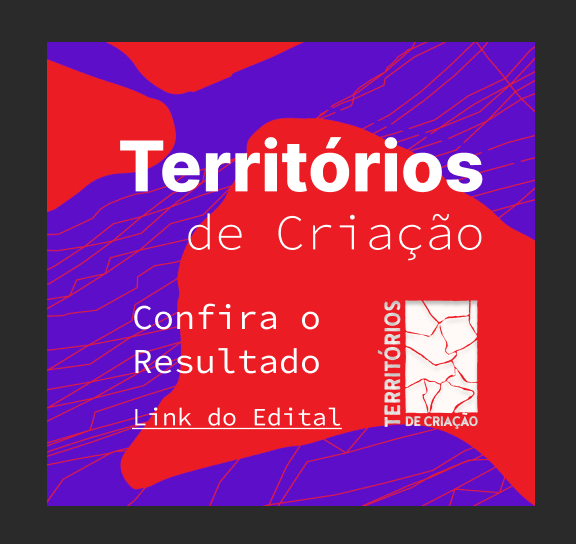 Territórios
de Criação
Confira o
Resultado
Link do Edital
TERRITÓRIOS
DE CRIAÇÃO